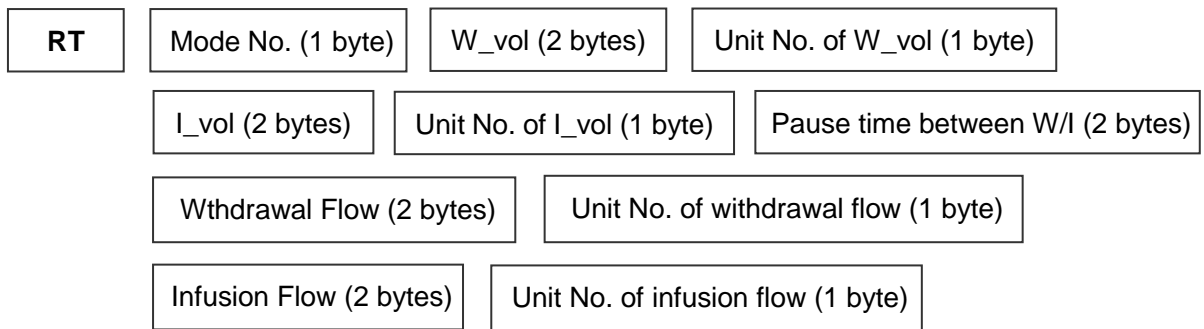 RT Mode No. (1 byte) W_vol (2 bytes) Unit No. of W_vol (1 byte)
I_vol (2 bytes) Unit No. of I_vol (1 byte) Pause time between W/I (2 bytes)
Wthdrawal Flow (2 bytes) Unit No. of withdrawal flow (1 byte)
Infusion Flow (2 bytes) Unit No. of infusion flow (1 byte)